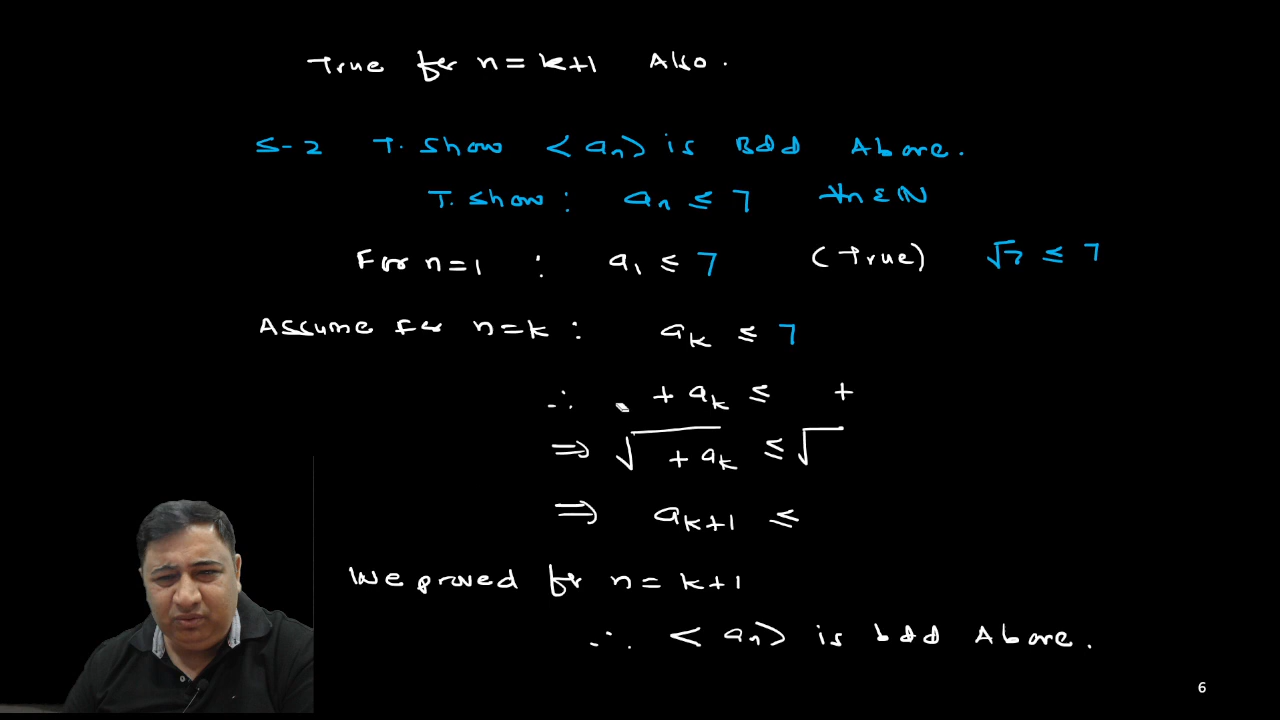 True for n = k+1 Also.
S-2 T. Show <an> is Bdd Above.
T. show : an ≤ 7 ∀n ε IN
For n=1 : a1 ≤ 7 (True) √7 ≤ 7
Assume for n=k : ak ≤ 7
∴ . + ak ≤ +
⇒ √ + ak ≤ √
⇒ ak+1 ≤
We proved for n = k+1
∴ <an> is bdd Above.
6